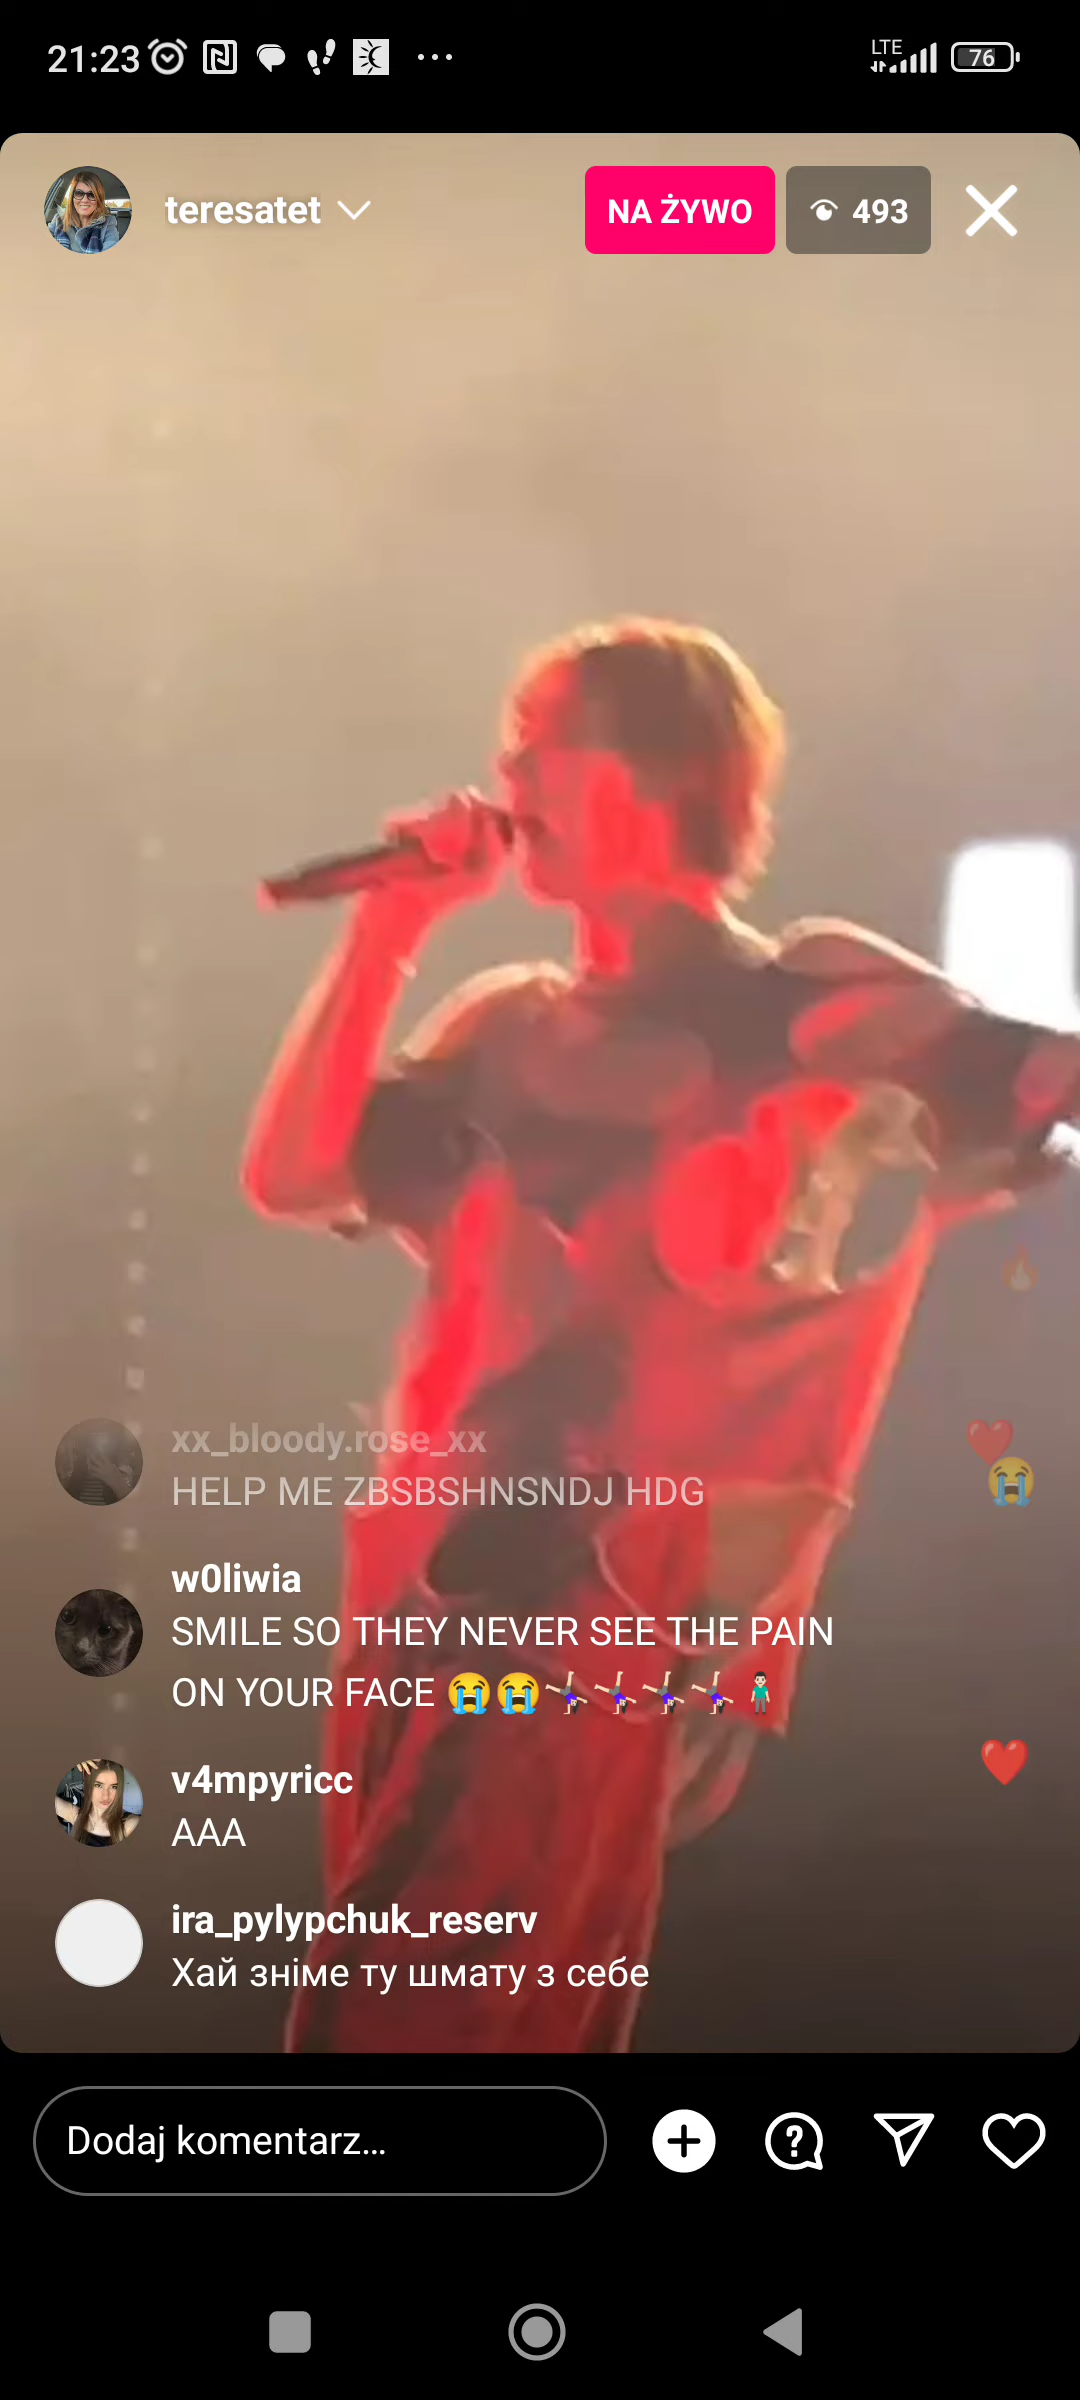 21:23
LTE
76
teresatet
NA ŻYWO
493
xx_bloody.rose_xx
HELP ME ZBSBSHNSNDJ HDG
w0liwia
SMILE SO THEY NEVER SEE THE PAIN
ON YOUR FACE 😭😭🤸🏻‍♀️🤸🏻‍♀️🤸🏻‍♀️🤸🏻‍♀️🧍🏻‍♂️
v4mpyricc
AAA
ira_pylypchuk_reserv
Хай зніме ту шмату з себе
Dodaj komentarz...